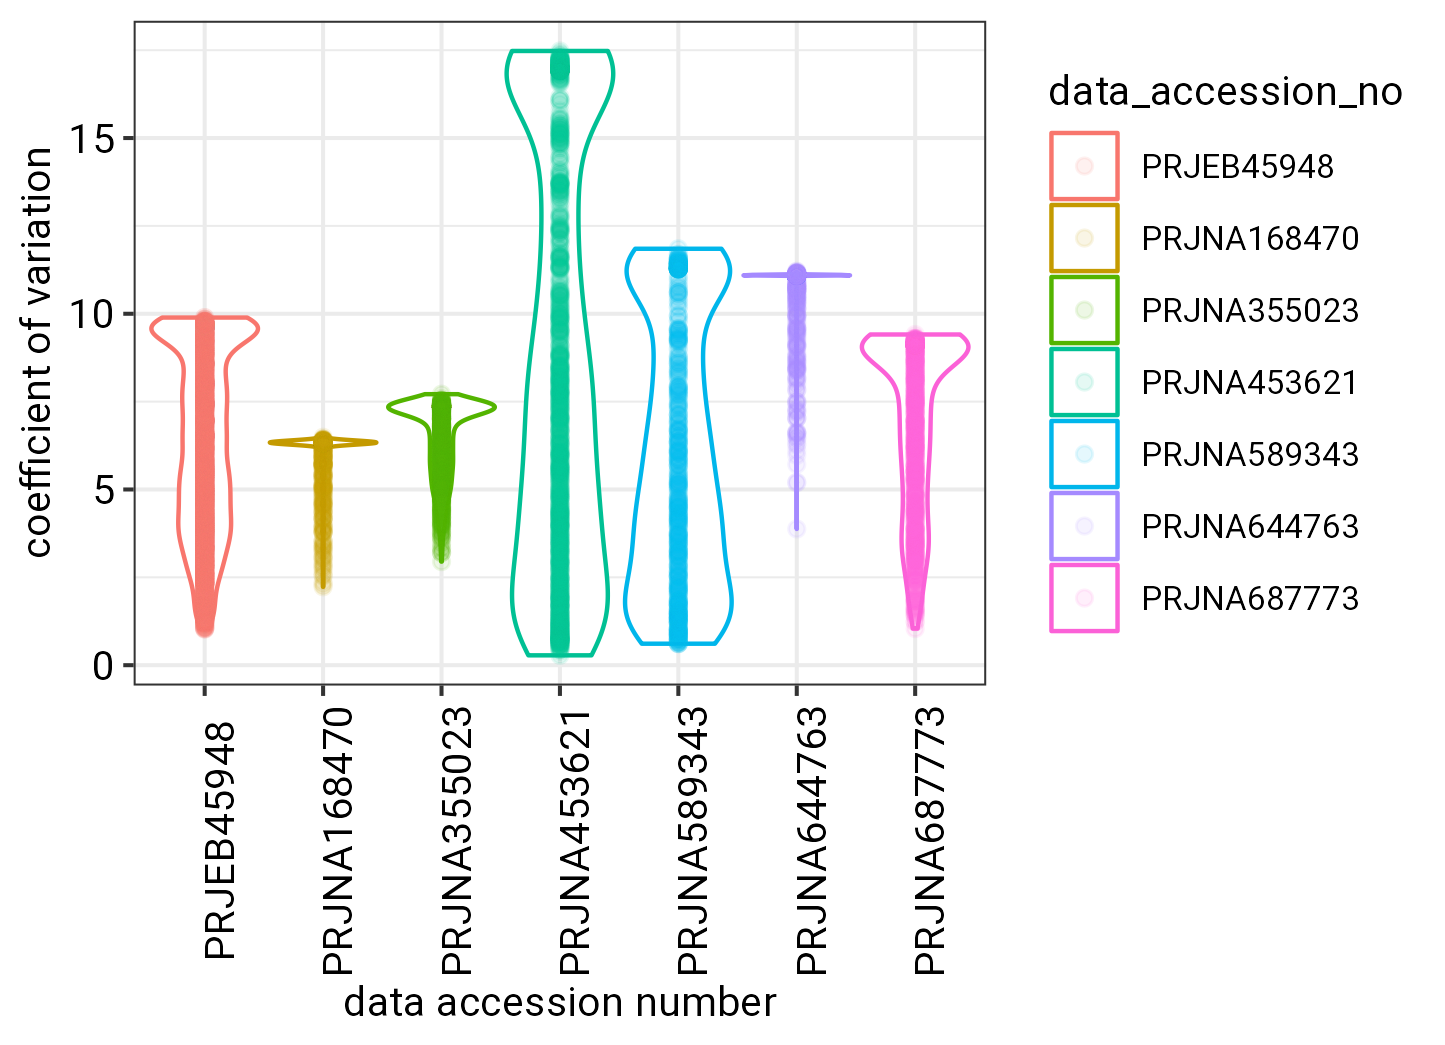 coefficient of variation
15
10
5
0
PRJEB45948
PRJNA168470
PRJNA355023
PRJNA453621
PRJNA589343
PRJNA644763
PRJNA687773
data accession number
data_accession_no
PRJEB45948
PRJNA168470
PRJNA355023
PRJNA453621
PRJNA589343
PRJNA644763
PRJNA687773